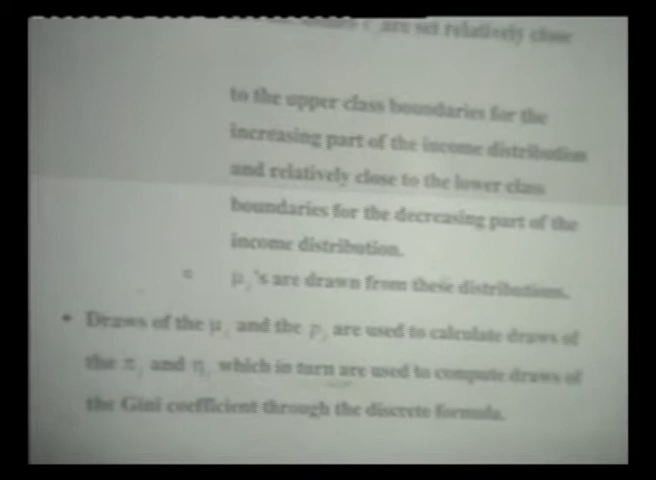 are set relatively close
to the upper class boundaries for the
increasing part of the income distribution
and relatively close to the lower class
boundaries for the decreasing part of the
income distribution.
μ 's are drawn from these distributions.
• Draws of the μ and the p are used to calculate draws of
the π and η, which in turn are used to compute draws of
the Gini coefficient through the discrete formula.